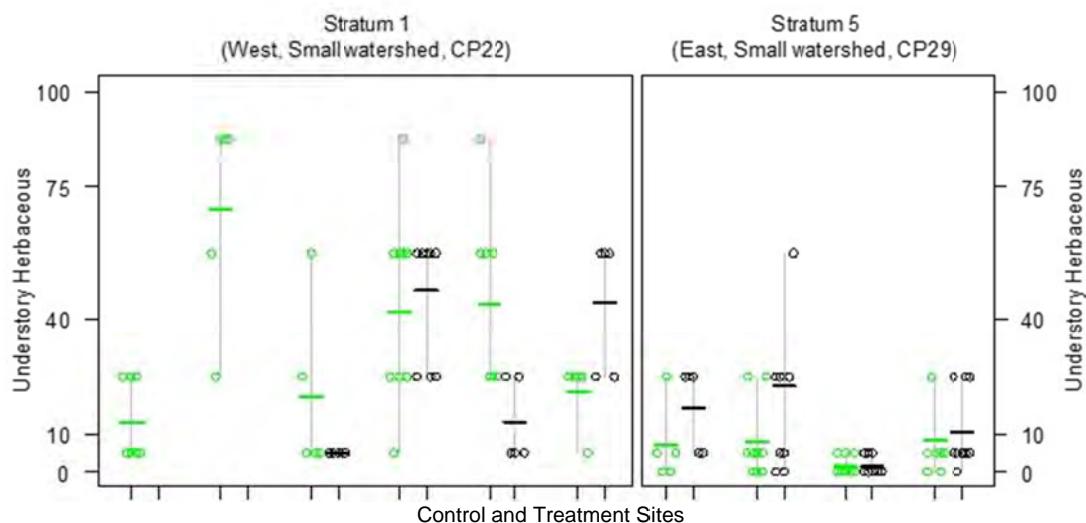 Stratum 1
(West, Small watershed, CP22)
Stratum 5
(East, Small watershed, CP29)
Understory Herbaceous
100
75
40
10
0
100
75
40
10
0
Understory Herbaceous
Control and Treatment Sites